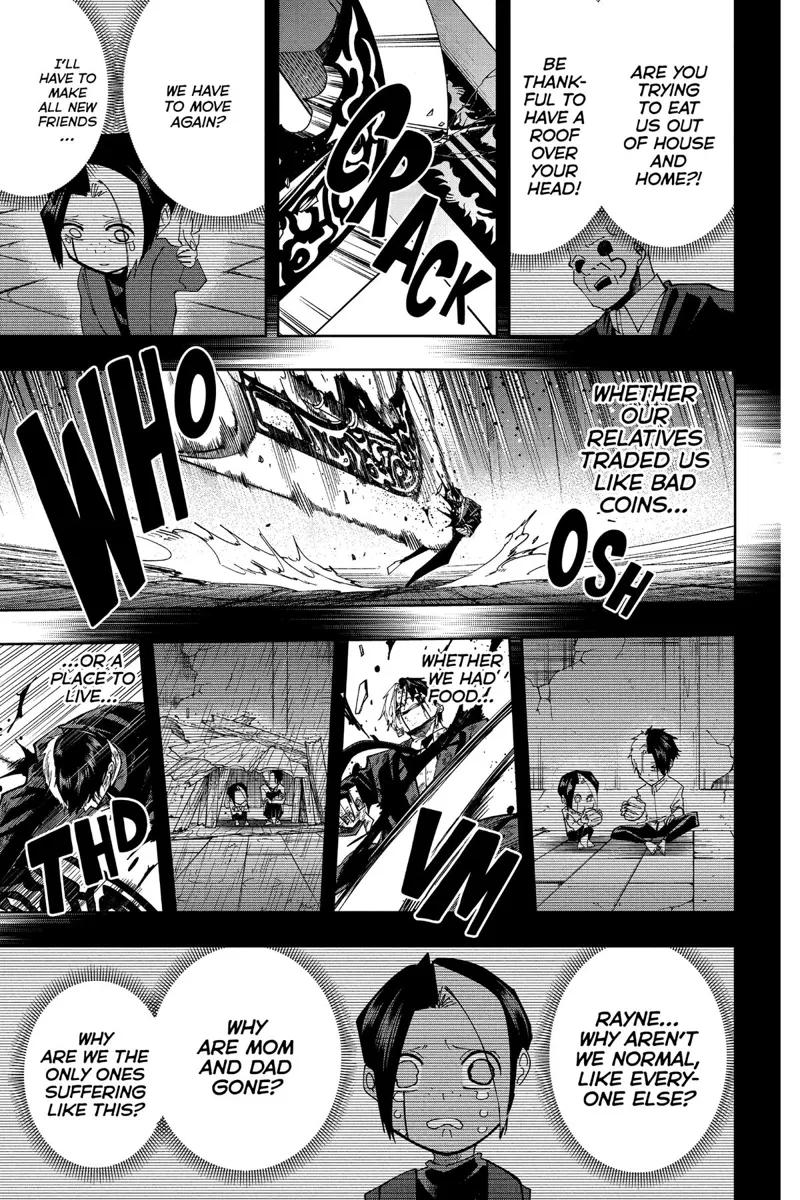 ARE YOU
TRYING
TO EAT
US OUT
OF HOUSE
AND
HOME?!
BE
THANK-
FUL TO
HAVE A
ROOF
OVER
YOUR
HEAD!
CRACK
WE HAVE
TO MOVE
AGAIN?
I'LL
HAVE TO
MAKE
ALL NEW
FRIENDS
...
WHETHER
OUR
RELATIVES
TRADED US
LIKE BAD
COINS...
WHO
OSH
WHETHER
WE HAD
FOOD...
VM
...OR A
PLACE TO
LIVE...
THD
RAYNE...
WHY AREN'T
WE NORMAL,
LIKE EVERY-
ONE ELSE?
WHY
ARE MOM
AND DAD
GONE?
WHY
ARE WE THE
ONLY ONES
SUFFERING
LIKE THIS?